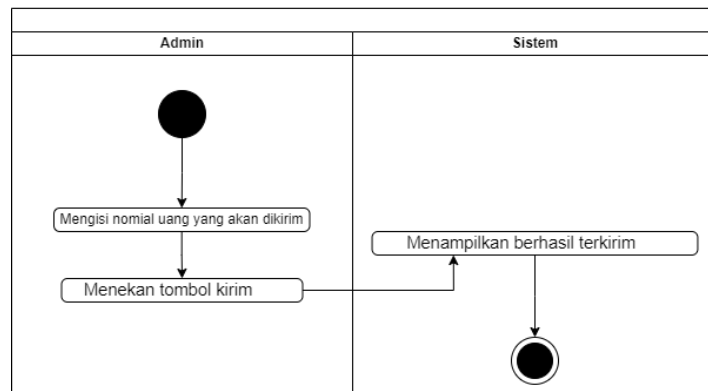 Admin
Sistem
Mengisi nomial uang yang akan dikirim
Menekan tombol kirim
Menampilkan berhasil terkirim